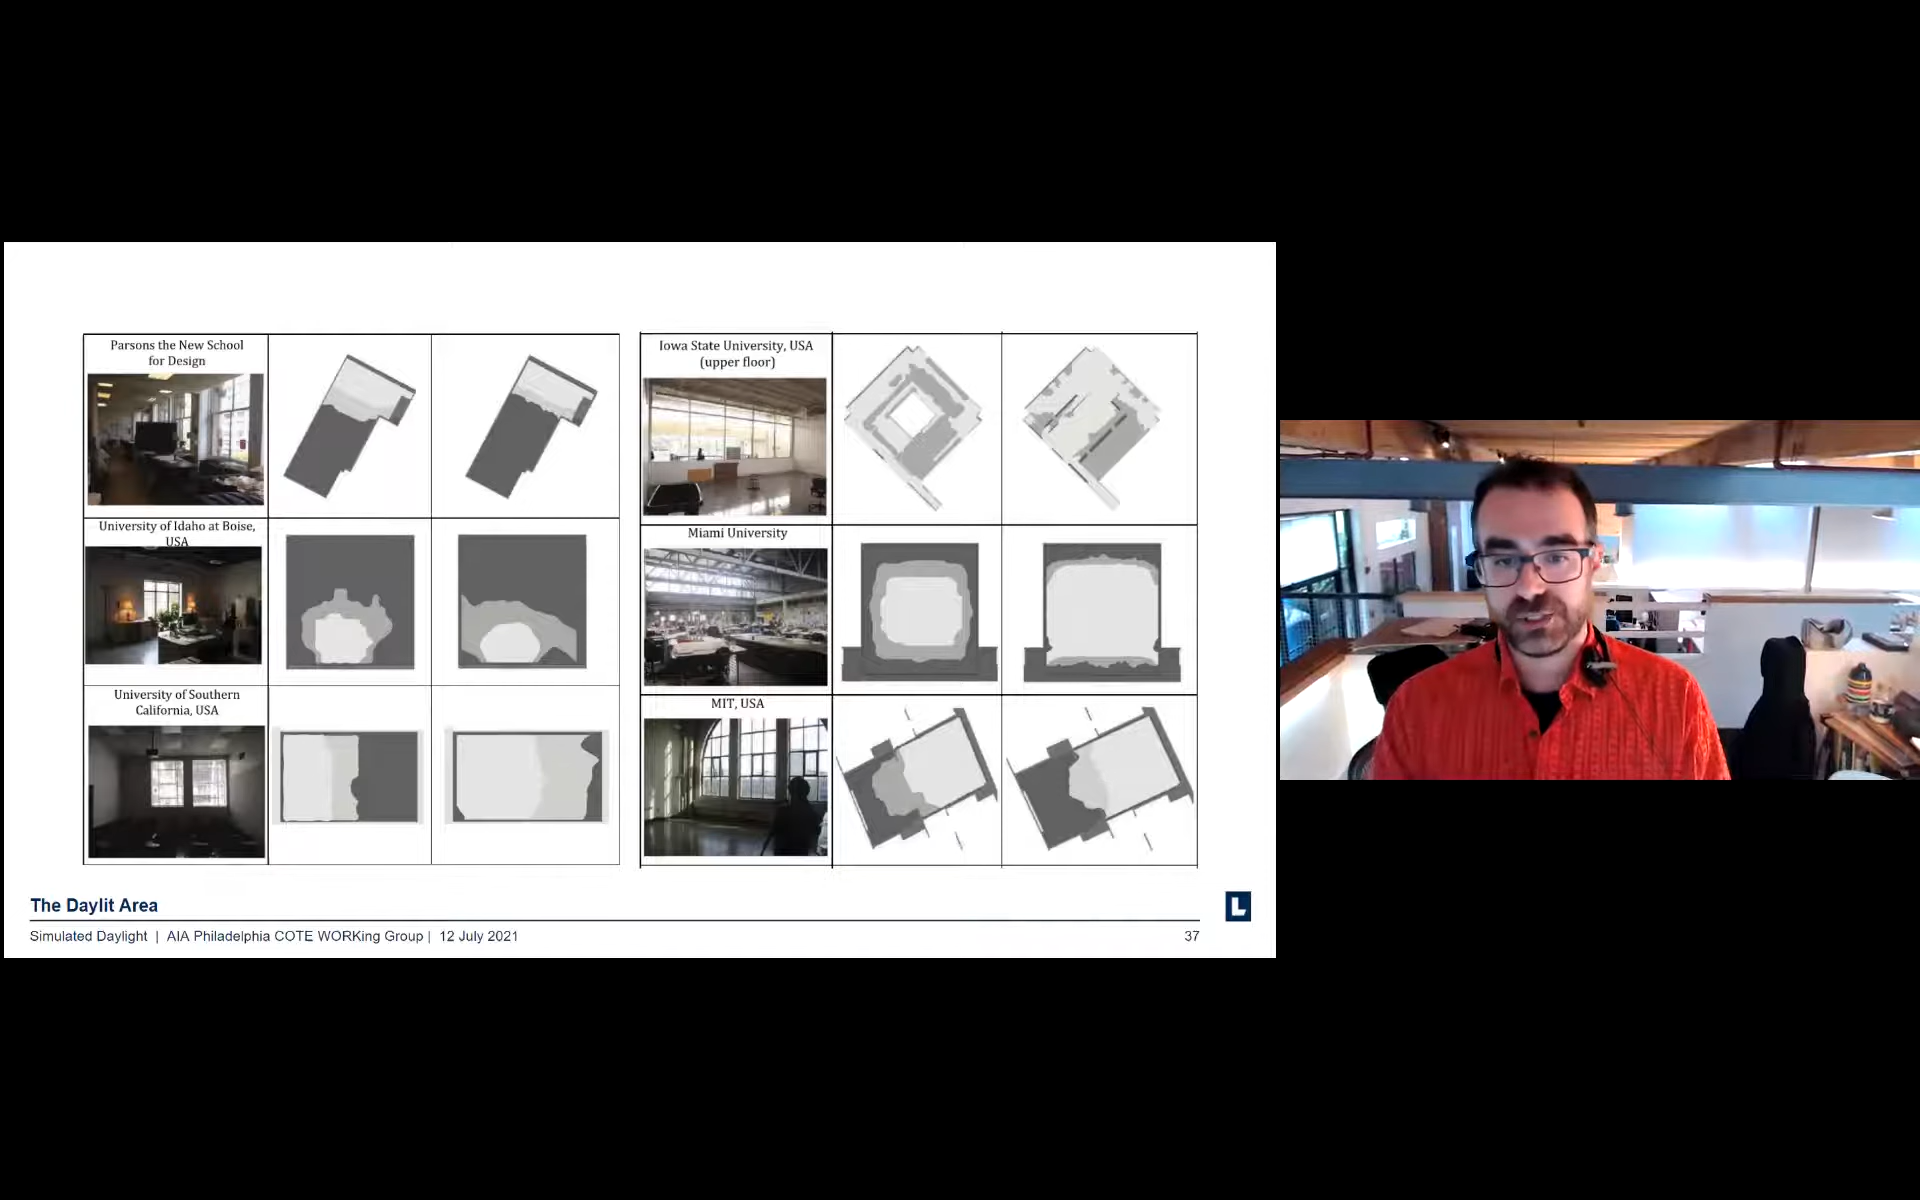 Parsons the New School
for Design
University of Idaho at Boise,
USA
University of Southern
California, USA
Iowa State University, USA
(upper floor)
Miami University
MIT, USA
The Daylit Area
L
Simulated Daylight | AIA Philadelphia COTE WORKing Group | 12 July 2021
37